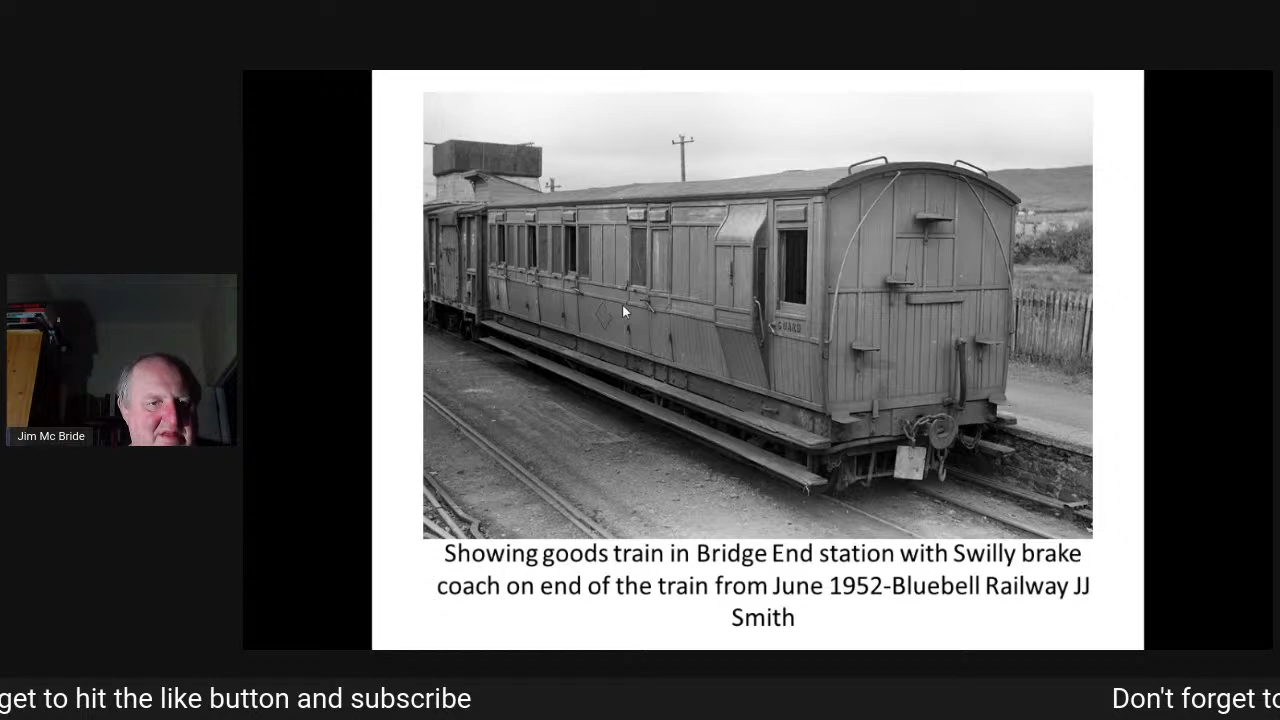 GUARD
Jim Mc Bride
Showing goods train in Bridge End station with Swilly brake
coach on end of the train from June 1952-Bluebell Railway JJ
Smith
get to hit the like button and subscribe
Don't forget to